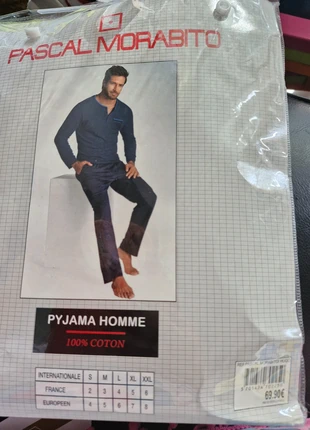 PASCAL MORABITO
PYJAMA HOMME
100% COTON
INTERNATIONALE S M L XL XXL
FRANCE 2 3 4 5 6
EUROPEEN 4 5 6 7 8
69.90€